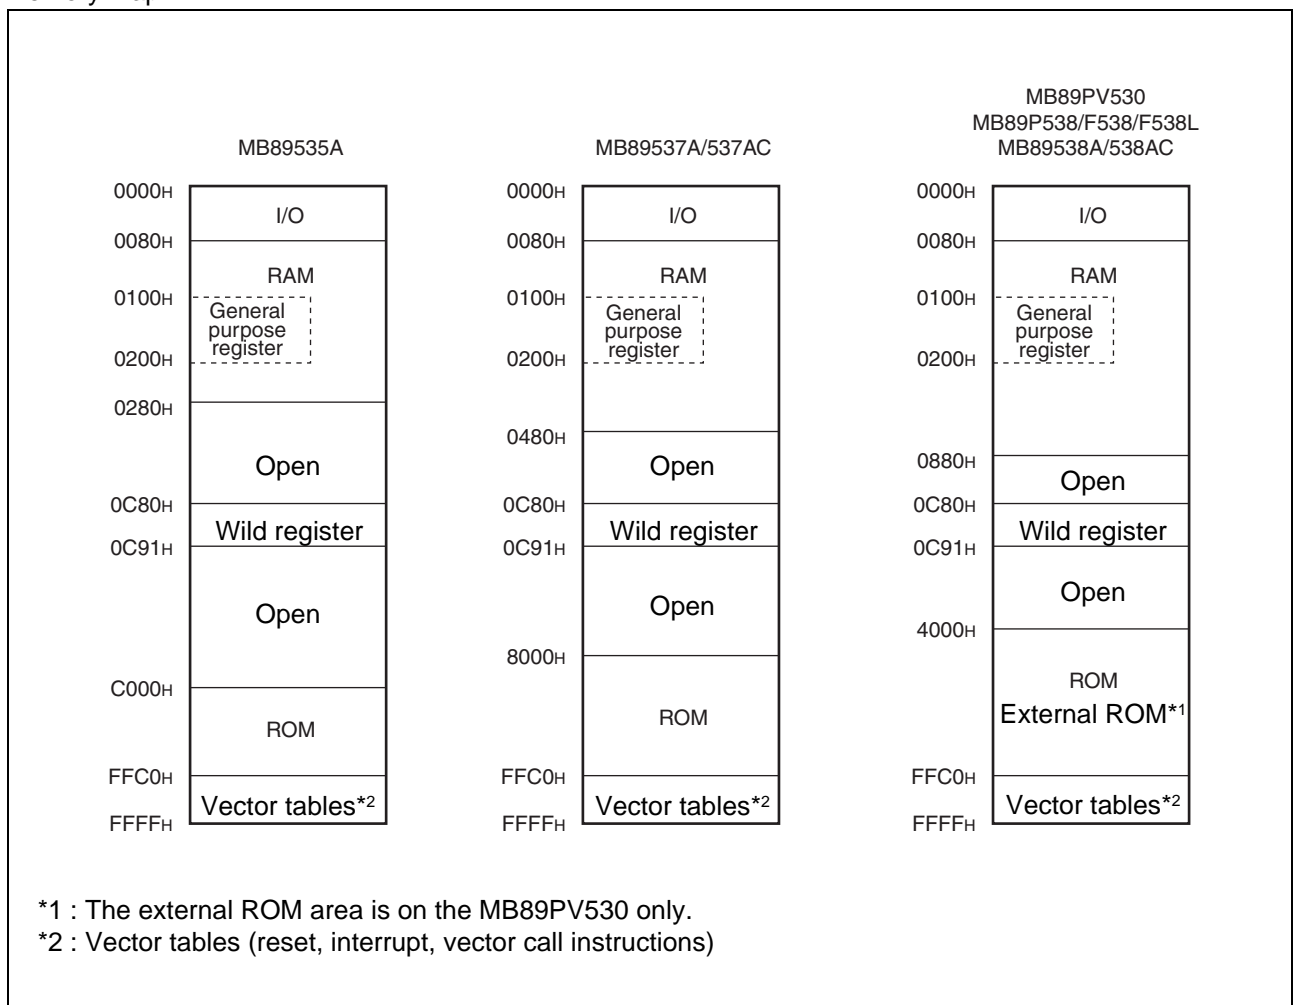 MB89535A
0000H
I/O
0080H
RAM
0100H
General
purpose
register
0200H
0280H
Open
0C80H
Wild register
0C91H
Open
C000H
ROM
FFC0H
Vector tables*2
FFFFH
MB89537A/537AC
0000H
I/O
0080H
RAM
0100H
General
purpose
register
0200H
0480H
Open
0C80H
Wild register
0C91H
Open
8000H
ROM
FFC0H
Vector tables*2
FFFFH
MB89PV530
MB89P538/F538/F538L
MB89538A/538AC
0000H
I/O
0080H
RAM
0100H
General
purpose
register
0200H
0880H
Open
0C80H
Wild register
0C91H
Open
4000H
ROM
External ROM*1
FFC0H
Vector tables*2
FFFFH
*1 : The external ROM area is on the MB89PV530 only.
*2 : Vector tables (reset, interrupt, vector call instructions)